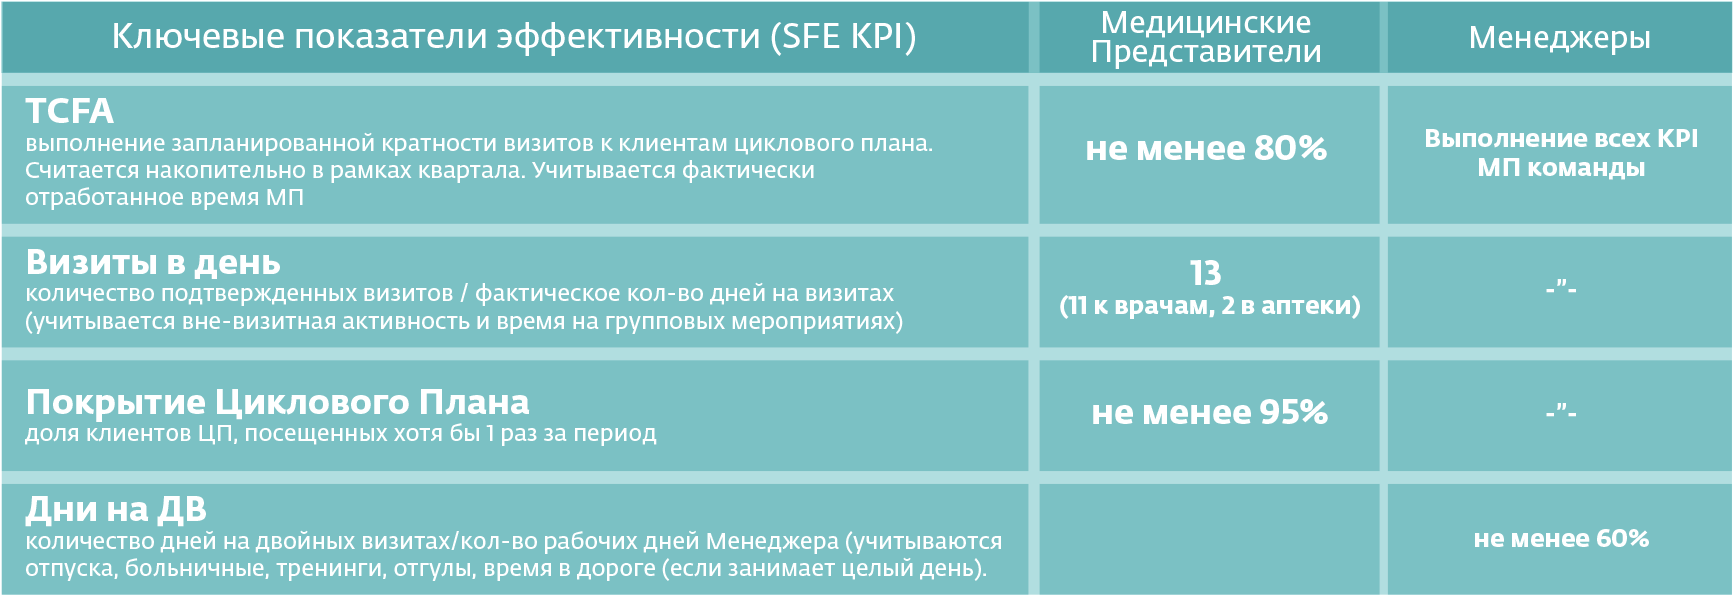 Ключевые показатели эффективности (SFE KPI)
Медицинские
Представители
Менеджеры
TCFA
выполнение запланированной кратности визитов к клиентам циклового плана.
Считается накопительно в рамках квартала. Учитывается фактически
отработанное время МП
не менее 80%
Выполнение всех KPI
МП команды
Визиты в день
количество подтвержденных визитов / фактическое кол-во дней на визитах
(учитывается вне-визитная активность и время на групповых мероприятиях)
13
(11 к врачам, 2 в аптеки)
-”-
Покрытие Циклового Плана
доля клиентов ЦП, посещенных хотя бы 1 раз за период
не менее 95%
-”-
Дни на ДВ
количество дней на двойных визитах/кол-во рабочих дней Менеджера (учитываются
отпуска, больничные, тренинги, отгулы, время в дороге (если занимает целый день).
не менее 60%